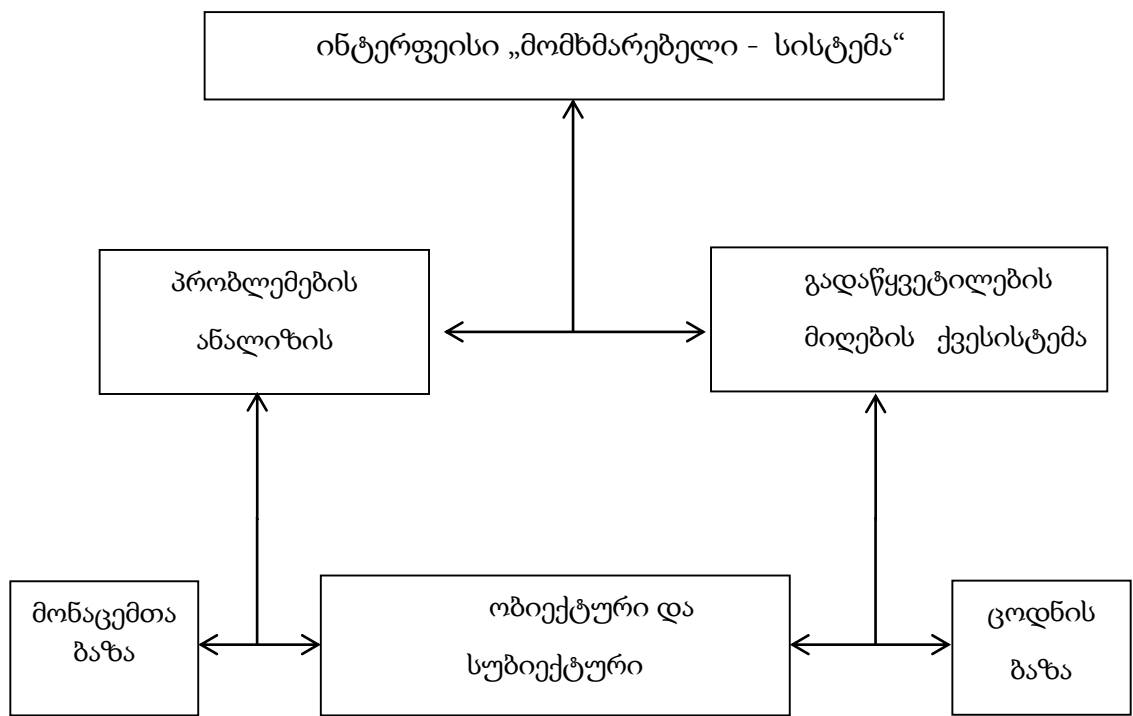 ინტერფეისი „მომხმარებელი - სისტემა“
პრობლემების
ანალიზის
გადაწყვეტილების
მიღების ქვესისტემა
მონაცემთა
ბაზა
ობიექტური და
სუბიექტური
ცოდნის
ბაზა